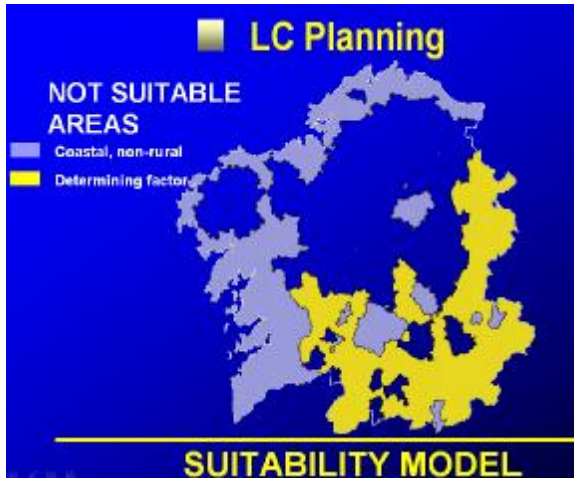 LC Planning
NOT SUITABLE
AREAS
Coastal, non-rural
Determining factor
SUITABILITY MODEL